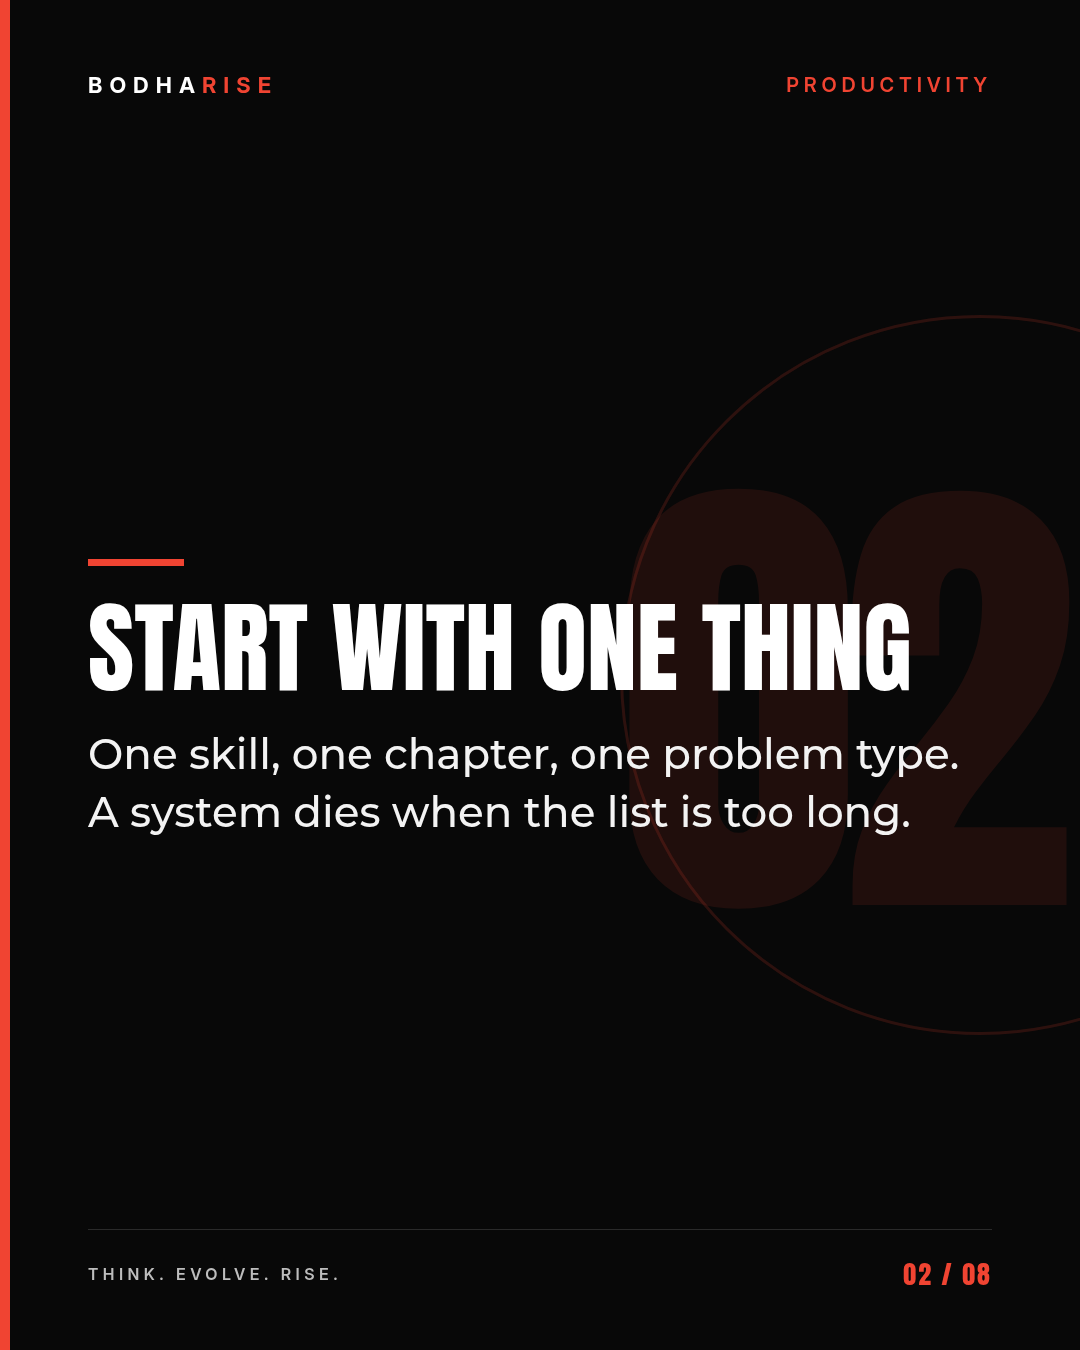 BODHARISE
PRODUCTIVITY
02
START WITH ONE THING
One skill, one chapter, one problem type.
A system dies when the list is too long.
THINK. EVOLVE. RISE.
02 / 08